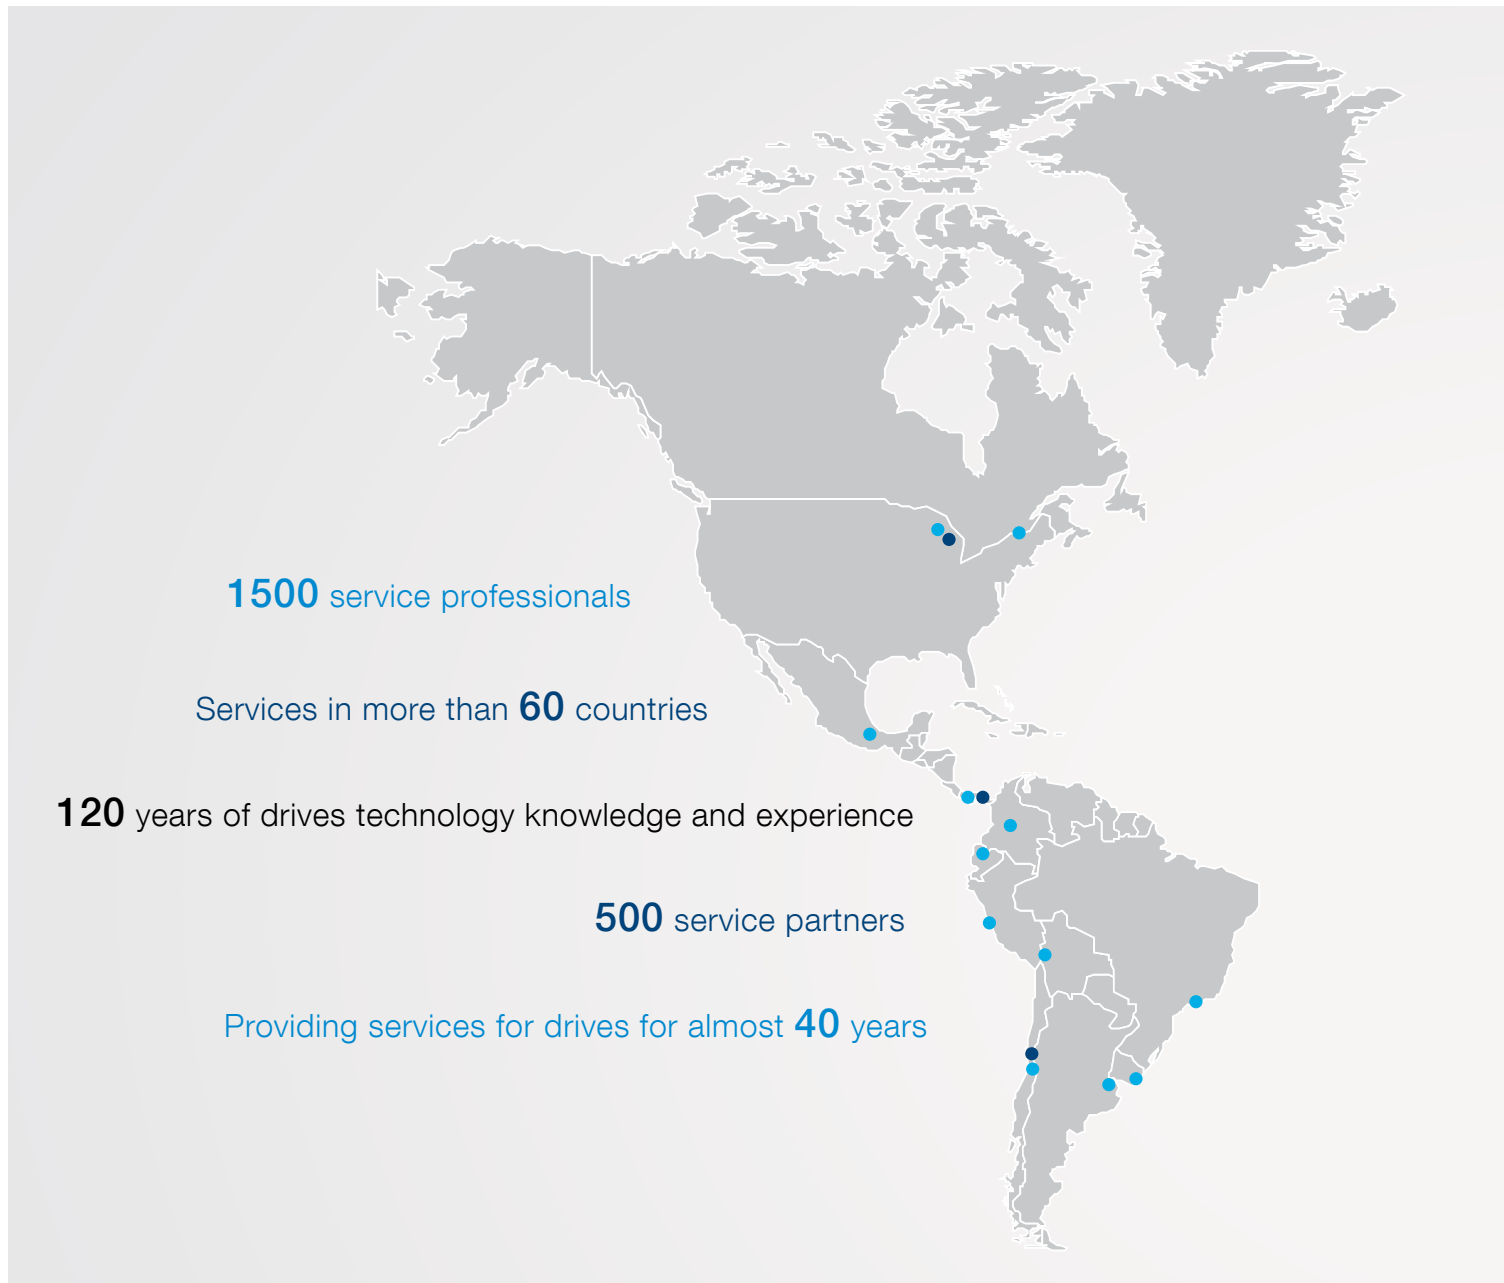 1500 service professionals
Services in more than 60 countries
120 years of drives technology knowledge and experience
500 service partners
Providing services for drives for almost 40 years